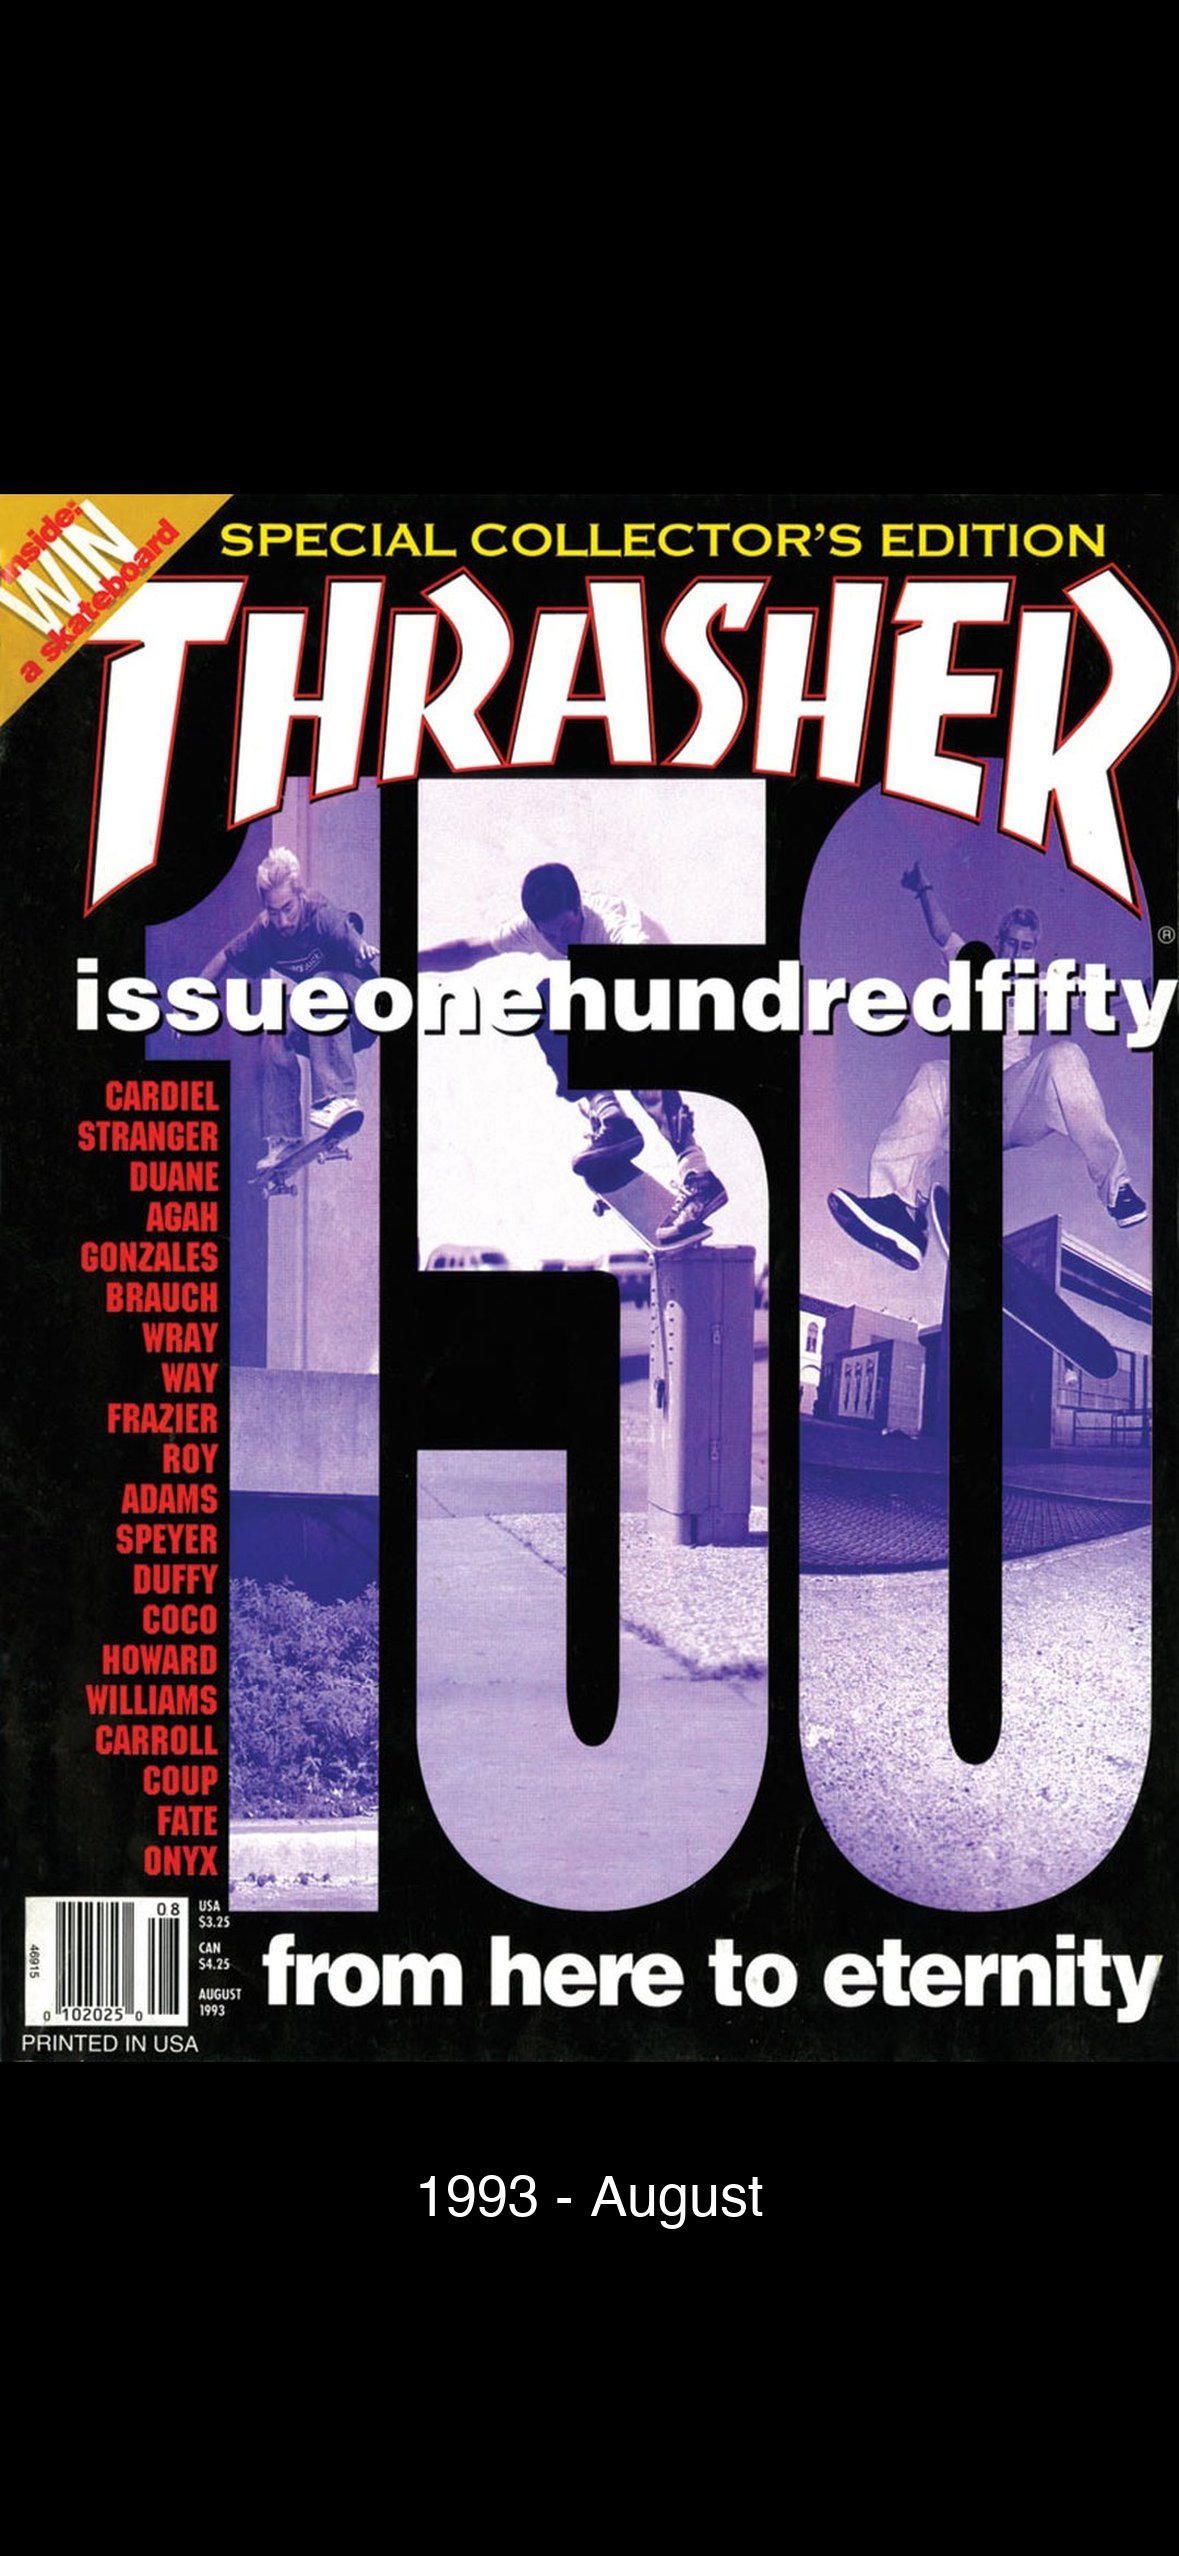 inside:
WIN
a skateboard
SPECIAL COLLECTOR'S EDITION
THRASHER
®
issueonehundredfifty
150
CARDIEL
STRANGER
DUANE
AGAH
GONZALES
BRAUCH
WRAY
WAY
FRAZIER
ROY
ADAMS
SPEYER
DUFFY
COCO
HOWARD
WILLIAMS
CARROLL
COUP
FATE
ONYX
08
46915
0 102025 0
USA
$3.25
CAN
$4.25
AUGUST
1993
from here to eternity
PRINTED IN USA
1993 - August